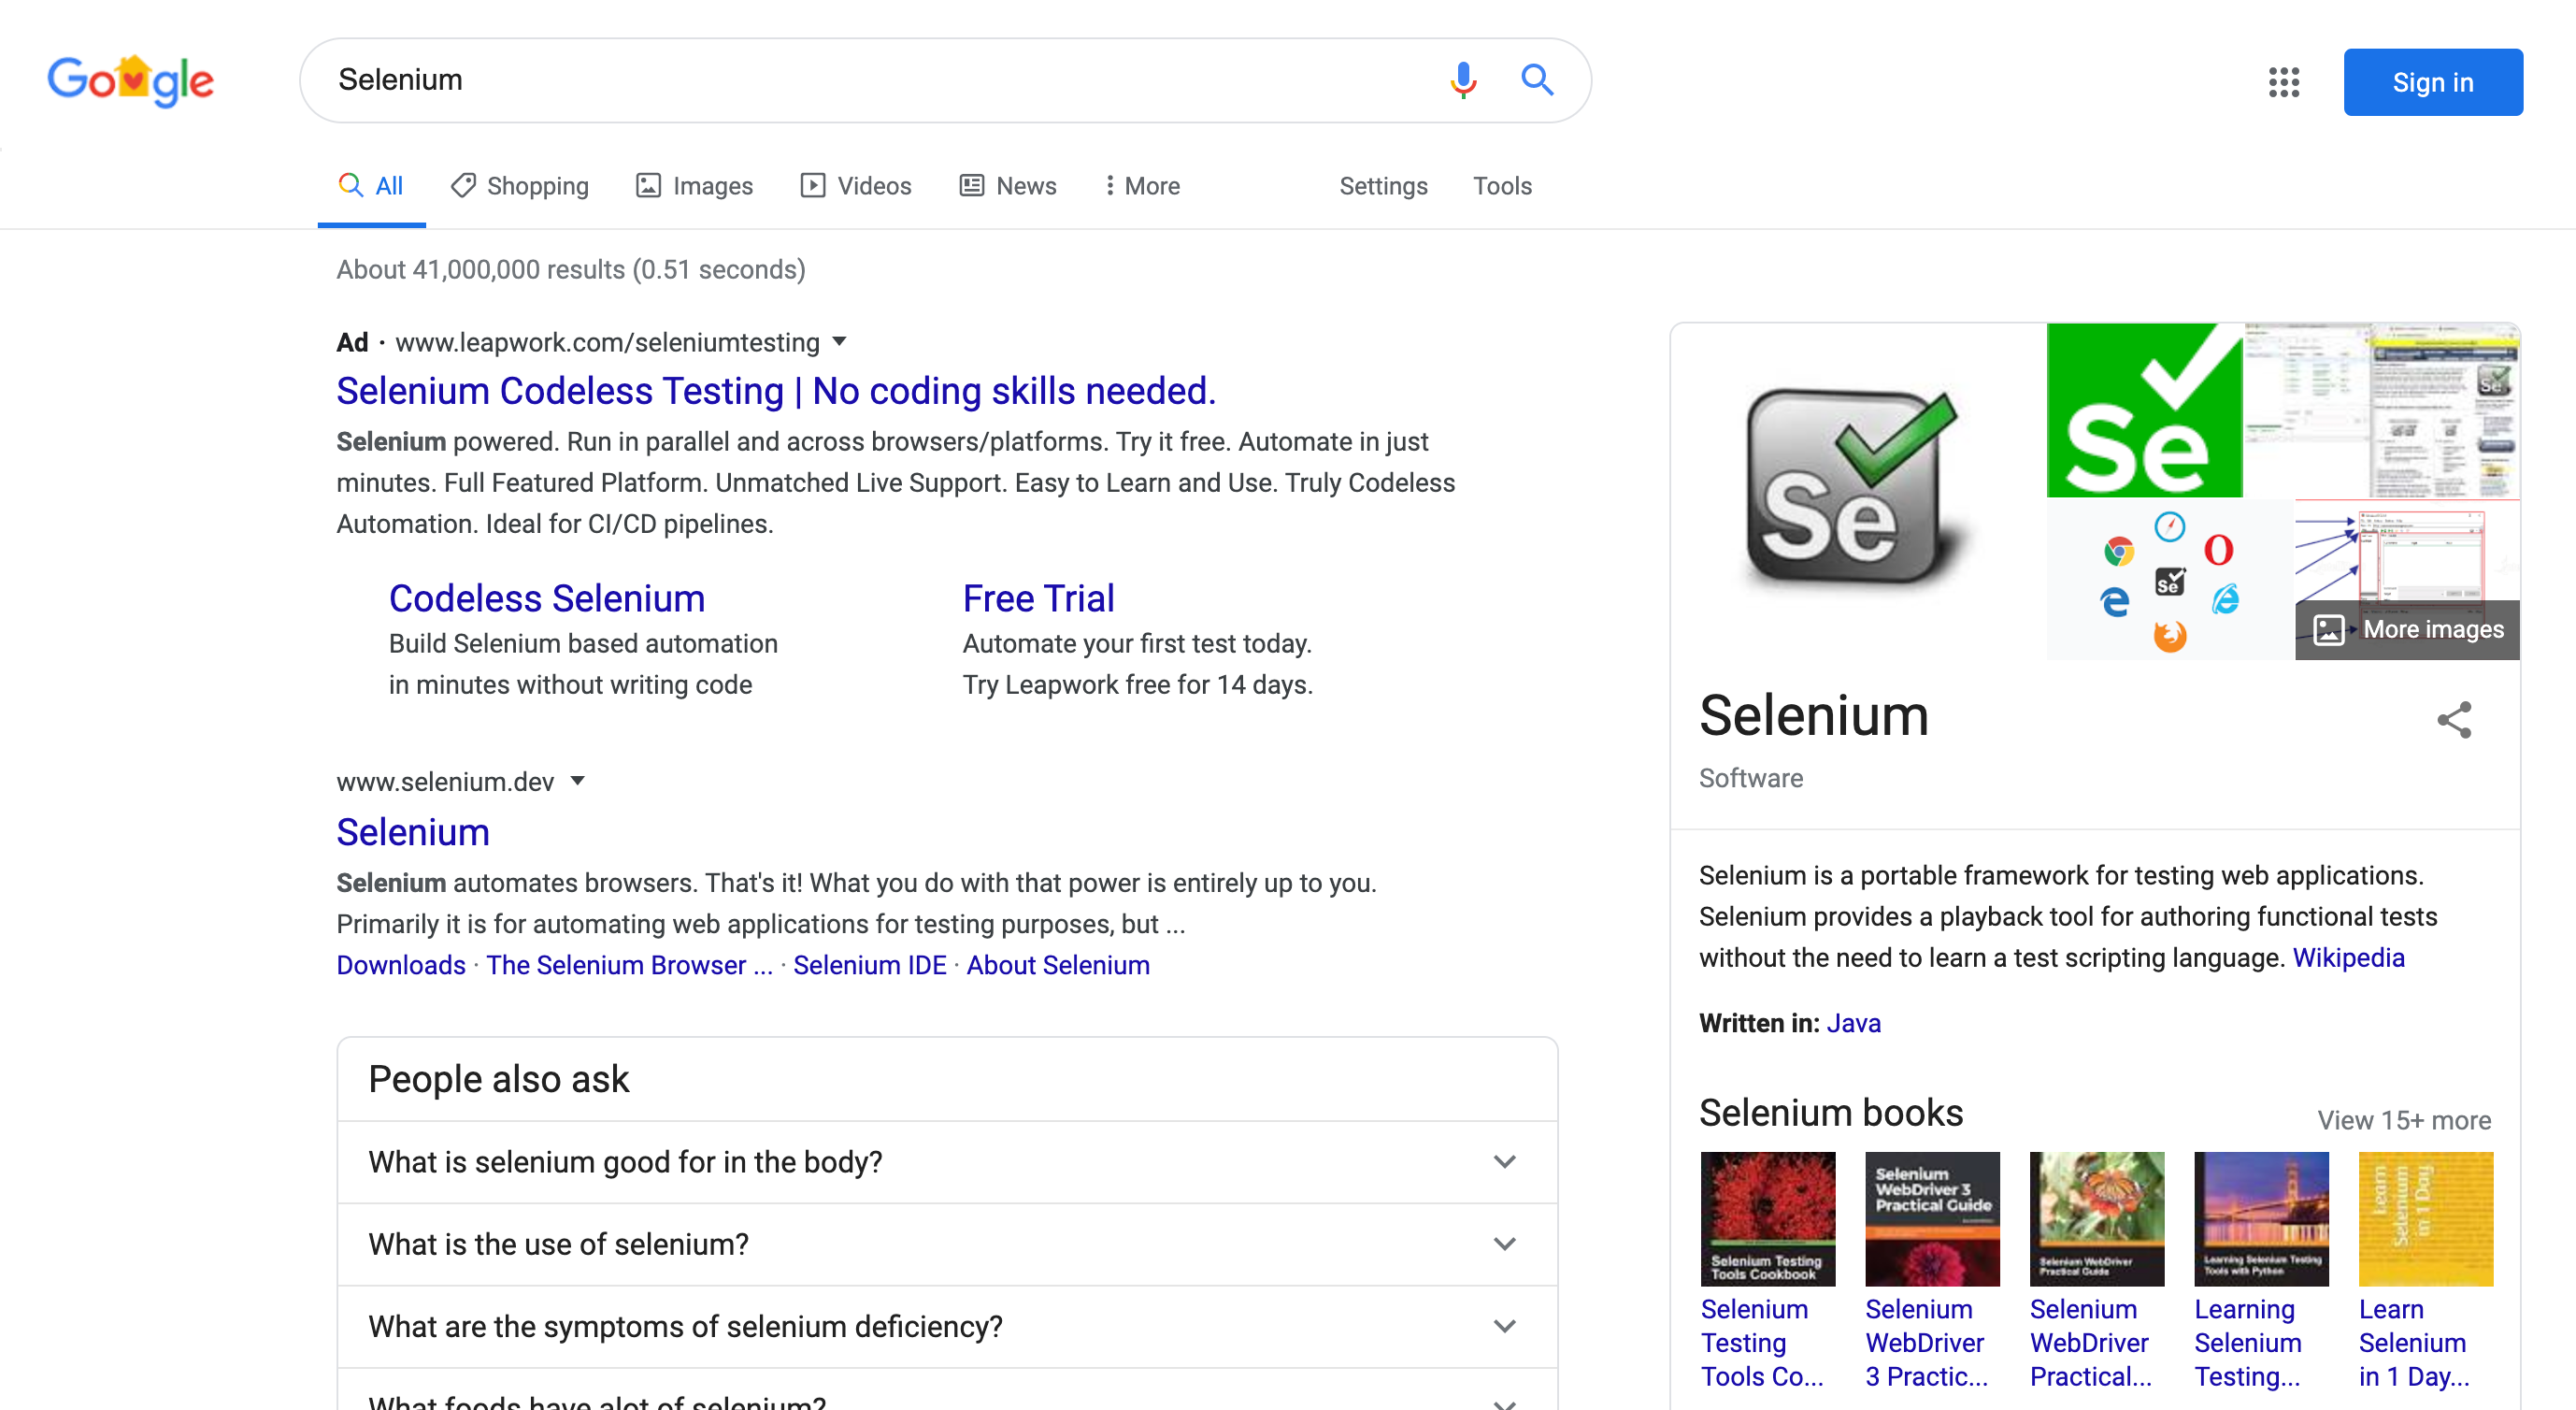 Google
Selenium
Sign in
All
Shopping
Images
Videos
News
More
Settings
Tools
About 41,000,000 results (0.51 seconds)
Ad · www.leapwork.com/seleniumtesting
Selenium Codeless Testing | No coding skills needed.
Selenium powered. Run in parallel and across browsers/platforms. Try it free. Automate in just
minutes. Full Featured Platform. Unmatched Live Support. Easy to Learn and Use. Truly Codeless
Automation. Ideal for CI/CD pipelines.
Codeless Selenium
Build Selenium based automation
in minutes without writing code
Free Trial
Automate your first test today.
Try Leapwork free for 14 days.
www.selenium.dev
Selenium
Selenium automates browsers. That's it! What you do with that power is entirely up to you.
Primarily it is for automating web applications for testing purposes, but ...
Downloads · The Selenium Browser ... · Selenium IDE · About Selenium
People also ask
What is selenium good for in the body?
What is the use of selenium?
What are the symptoms of selenium deficiency?
What foods have alot of selenium?
Se
Se
Se
Se
More images
Selenium
Software
Selenium is a portable framework for testing web applications.
Selenium provides a playback tool for authoring functional tests
without the need to learn a test scripting language. Wikipedia
Written in: Java
Selenium books
View 15+ more
Selenium Testing
Tools Cookbook
Selenium
WebDriver 3
Practical Guide
Selenium WebDriver
Practical Guide
Learning Selenium Testing
Tools with Python
Learn
Selenium
in 1 Day
Selenium
Testing
Tools Co...
Selenium
WebDriver
3 Practic...
Selenium
WebDriver
Practical...
Learning
Selenium
Testing...
Learn
Selenium
in 1 Day...